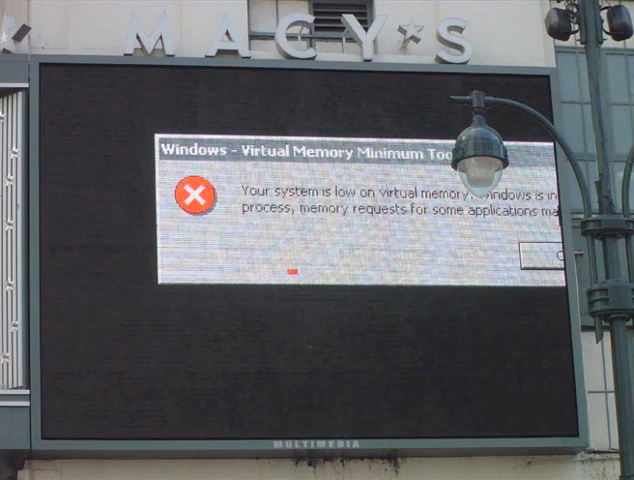 MACY★S
Windows - Virtual Memory Minimum Too
Your system is low on virtual memory. Windows is in
process, memory requests for some applications ma
MULTIMEDIA